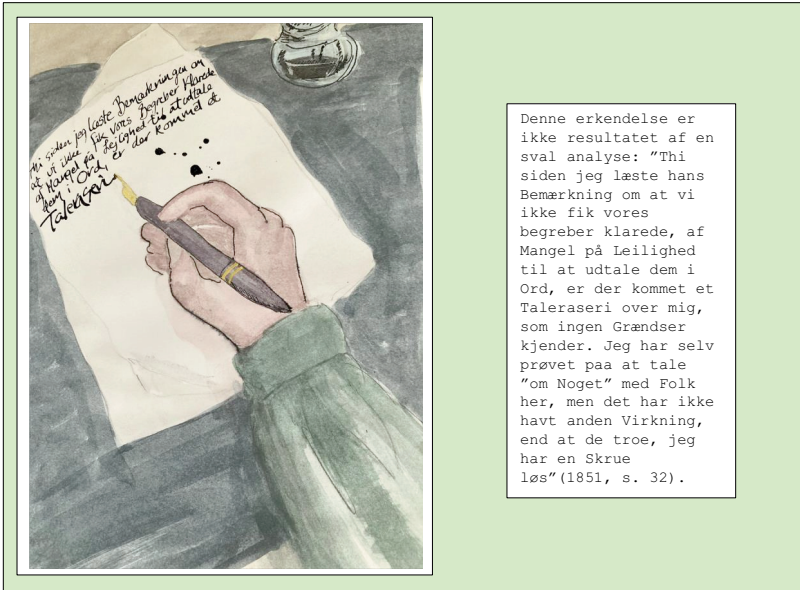 Thi siden jeg læste Bemærkningen om
at vi ikke fik vors Begreber klarede
af Mangel på Lejlighed til at udtale
dem i Ord, er der kommet et
Taleraseri
Denne erkendelse er
ikke resultatet af en
sval analyse: ”Thi
siden jeg læste hans
Bemærkning om at vi
ikke fik vores
begreber klarede, af
Mangel på Leilighed
til at udtale dem i
Ord, er der kommet et
Taleraseri over mig,
som ingen Grændser
kjender. Jeg har selv
prøvet paa at tale
”om Noget” med Folk
her, men det har ikke
havt anden Virkning,
end at de troe, jeg
har en Skrue
løs”(1851, s. 32).